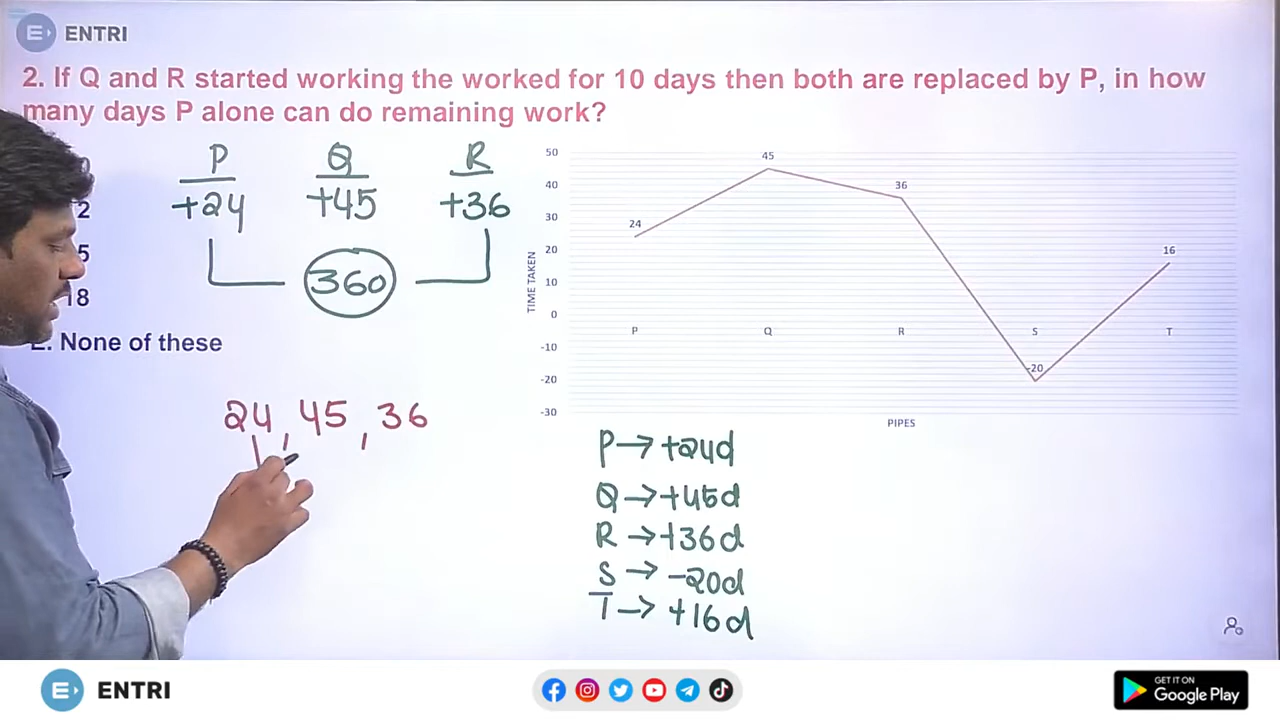 ENTRI
2. If Q and R started working the worked for 10 days then both are replaced by P, in how
many days P alone can do remaining work?
P Q R
+24 +45 +36
360
2
5
18
E. None of these
24, 45, 36
50
40
30
20
10
0
-10
-20
-30
TIME TAKEN
24
45
36
-20
16
P Q R S T
PIPES
P→+24d
Q→+45d
R→+36d
S→-20d
T→+16d
ENTRI
GET IT ON
Google Play